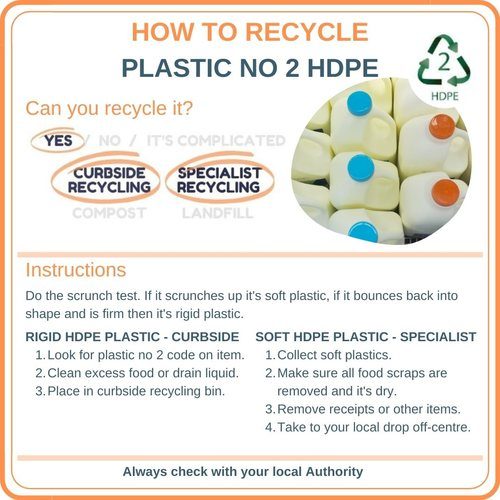 HOW TO RECYCLE
PLASTIC NO 2 HDPE
2
HDPE
Can you recycle it?
YES / NO / IT'S COMPLICATED
CURBSIDE RECYCLING
SPECIALIST RECYCLING
COMPOST
LANDFILL
Instructions
Do the scrunch test. If it scrunches up it's soft plastic, if it bounces back into
shape and is firm then it's rigid plastic.
RIGID HDPE PLASTIC - CURBSIDE
1. Look for plastic no 2 code on item.
2. Clean excess food or drain liquid.
3. Place in curbside recycling bin.
SOFT HDPE PLASTIC - SPECIALIST
1. Collect soft plastics.
2. Make sure all food scraps are
removed and it's dry.
3. Remove receipts or other items.
4. Take to your local drop off-centre.
Always check with your local Authority